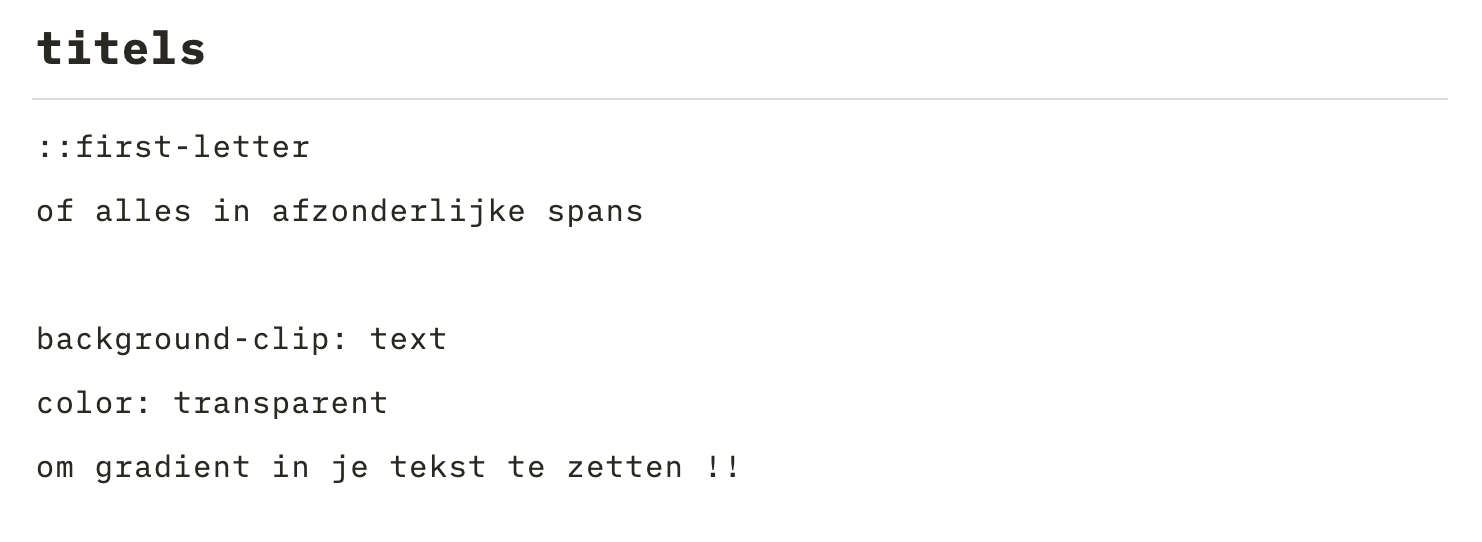 titels
::first-letter
of alles in afzonderlijke spans
background-clip: text
color: transparent
om gradient in je tekst te zetten !!